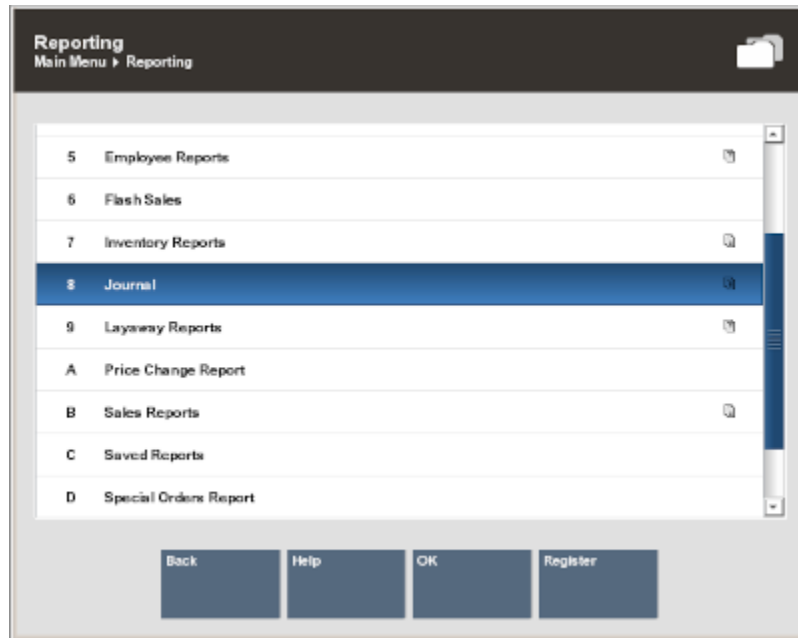 Reporting
Main Menu ▸ Reporting
5 Employee Reports
6 Flash Sales
7 Inventory Reports
8 Journal
9 Layaway Reports
A Price Change Report
B Sales Reports
C Saved Reports
D Special Orders Report
Back Help OK Register